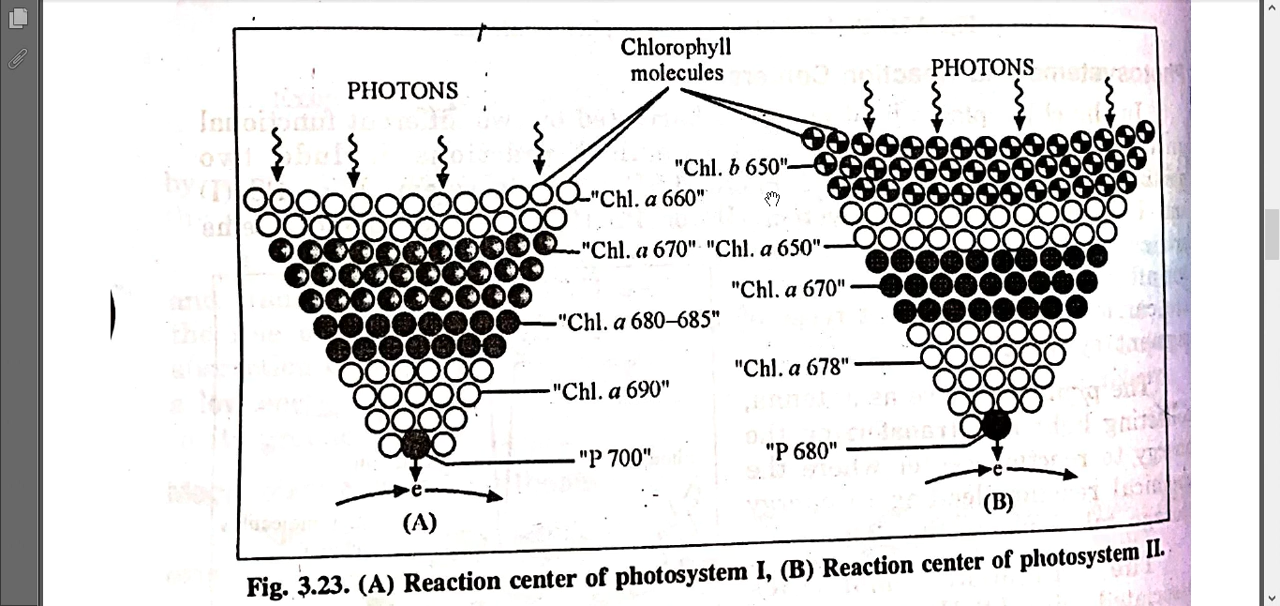 Chlorophyll
molecules
PHOTONS
PHOTONS
"Chl. b 650"
"Chl. a 660"
"Chl. a 670"
"Chl. a 650"
"Chl. a 670"
"Chl. a 680–685"
"Chl. a 678"
"Chl. a 690"
"P 700"
"P 680"
e
e
(A)
(B)
Fig. 3.23. (A) Reaction center of photosystem I, (B) Reaction center of photosystem II.